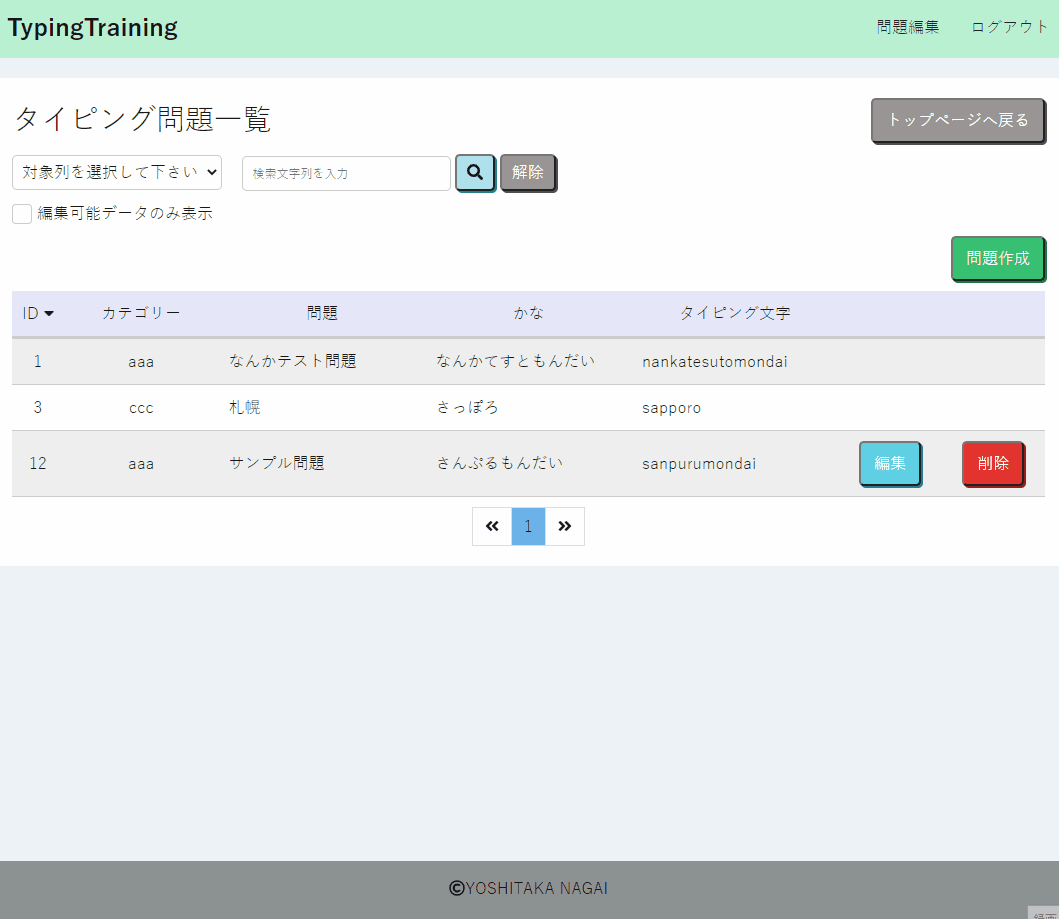 TypingTraining 問題編集 ログアウト
タイピング問題一覧 トップページへ戻る
対象列を選択して下さい 検索文字列を入力 解除
編集可能データのみ表示
問題作成
ID カテゴリー 問題 かな タイピング文字
1 aaa なんかテスト問題 なんかてすともんだい nankatesutomondai
3 ccc 札幌 さっぽろ sapporo
12 aaa サンプル問題 さんぷるもんだい sanpurumondai 編集 削除
« 1 »
©YOSHITAKA NAGAI